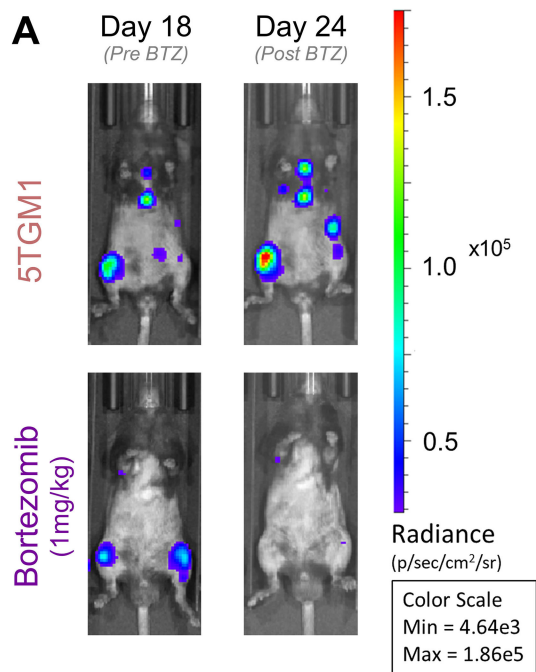 A
Day 18
(Pre BTZ)
Day 24
(Post BTZ)
5TGM1
Bortezomib
(1mg/kg)
1.5
1.0
x10⁵
0.5
Radiance
(p/sec/cm²/sr)
Color Scale
Min = 4.64e3
Max = 1.86e5